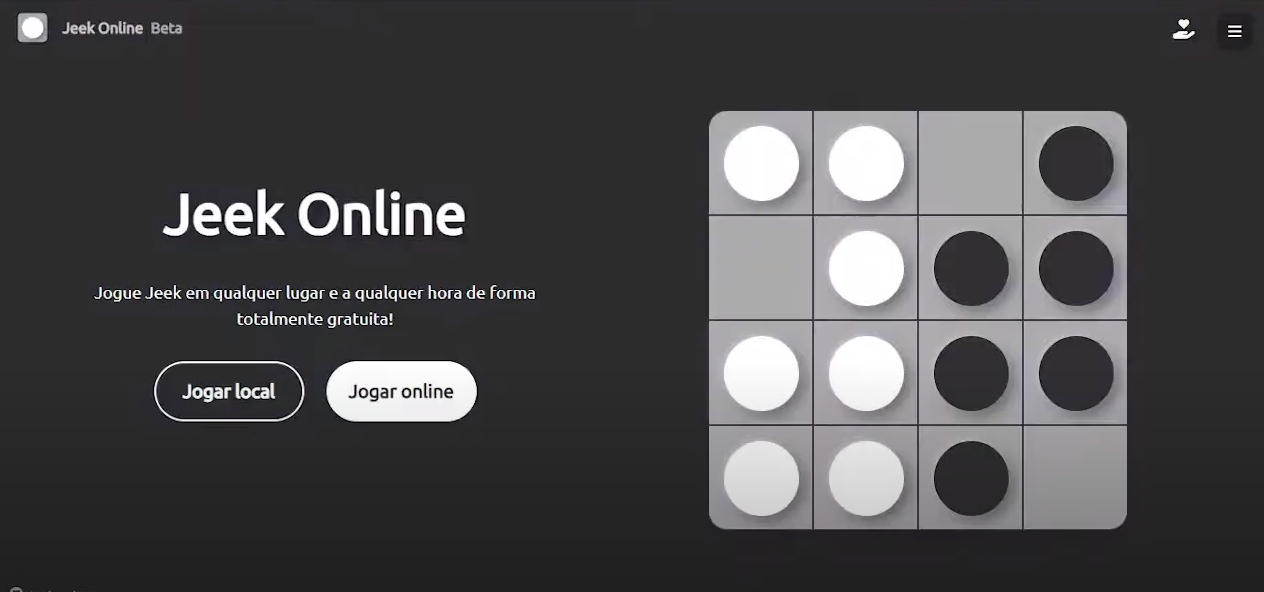 Jeek Online Beta
Jeek Online
Jogue Jeek em qualquer lugar e a qualquer hora de forma
totalmente gratuita!
Jogar local
Jogar online